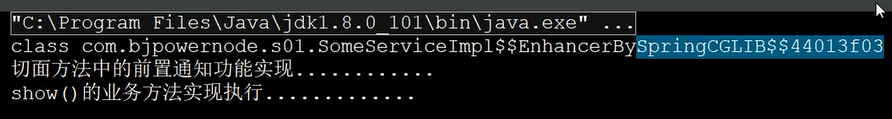 "C:\Program Files\Java\jdk1.8.0_101\bin\java.exe" ...
class com.bjpowernode.s01.SomeServiceImpl$$EnhancerBySpringCGLIB$$44013f03
切面方法中的前置通知功能实现............
show()的业务方法实现执行.............